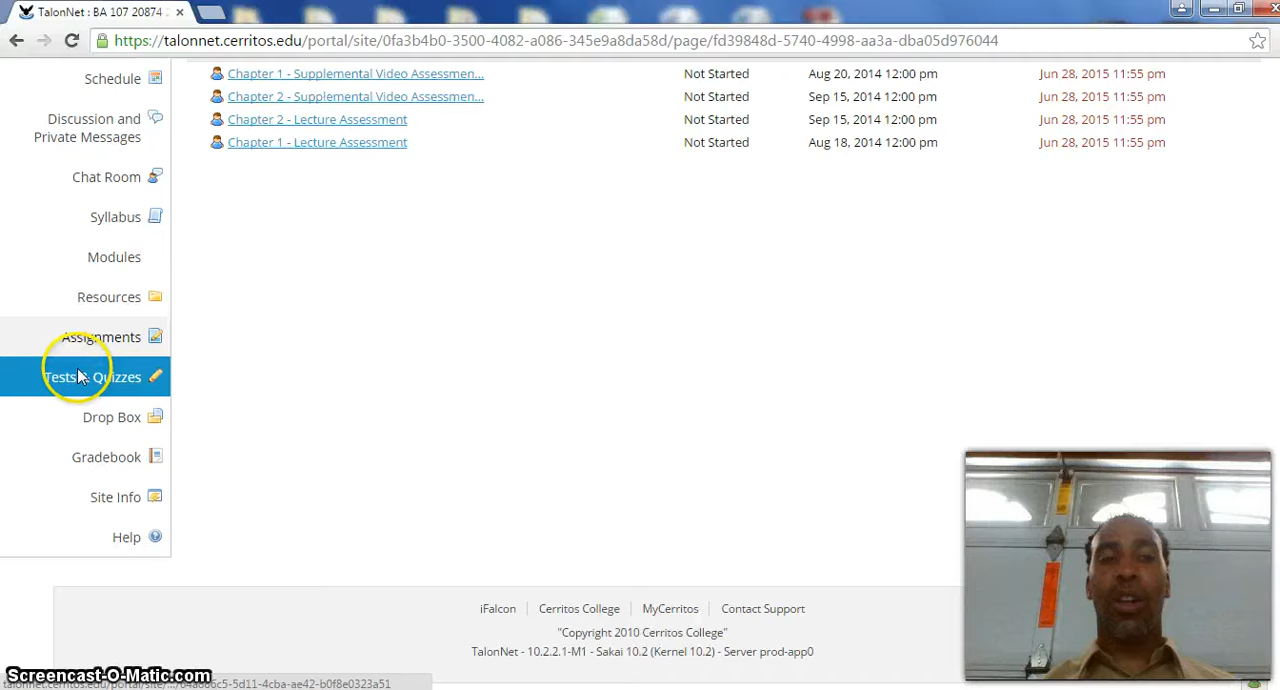 TalonNet : BA 107 20874
https://talonnet.cerritos.edu/portal/site/0fa3b4b0-3500-4082-a086-345e9a8da58d/page/fd39848d-5740-4998-aa3a-dba05d976044
Schedule
Chapter 1 - Supplemental Video Assessmen... Not Started Aug 20, 2014 12:00 pm Jun 28, 2015 11:55 pm
Chapter 2 - Supplemental Video Assessmen... Not Started Sep 15, 2014 12:00 pm Jun 28, 2015 11:55 pm
Chapter 2 - Lecture Assessment Not Started Sep 15, 2014 12:00 pm Jun 28, 2015 11:55 pm
Chapter 1 - Lecture Assessment Not Started Aug 18, 2014 12:00 pm Jun 28, 2015 11:55 pm
Discussion and
Private Messages
Chat Room
Syllabus
Modules
Resources
Assignments
Tests & Quizzes
Drop Box
Gradebook
Site Info
Help
iFalcon Cerritos College MyCerritos Contact Support
"Copyright 2010 Cerritos College"
TalonNet - 10.2.2.1-M1 - Sakai 10.2 (Kernel 10.2) - Server prod-app0
Screencast-O-Matic.com